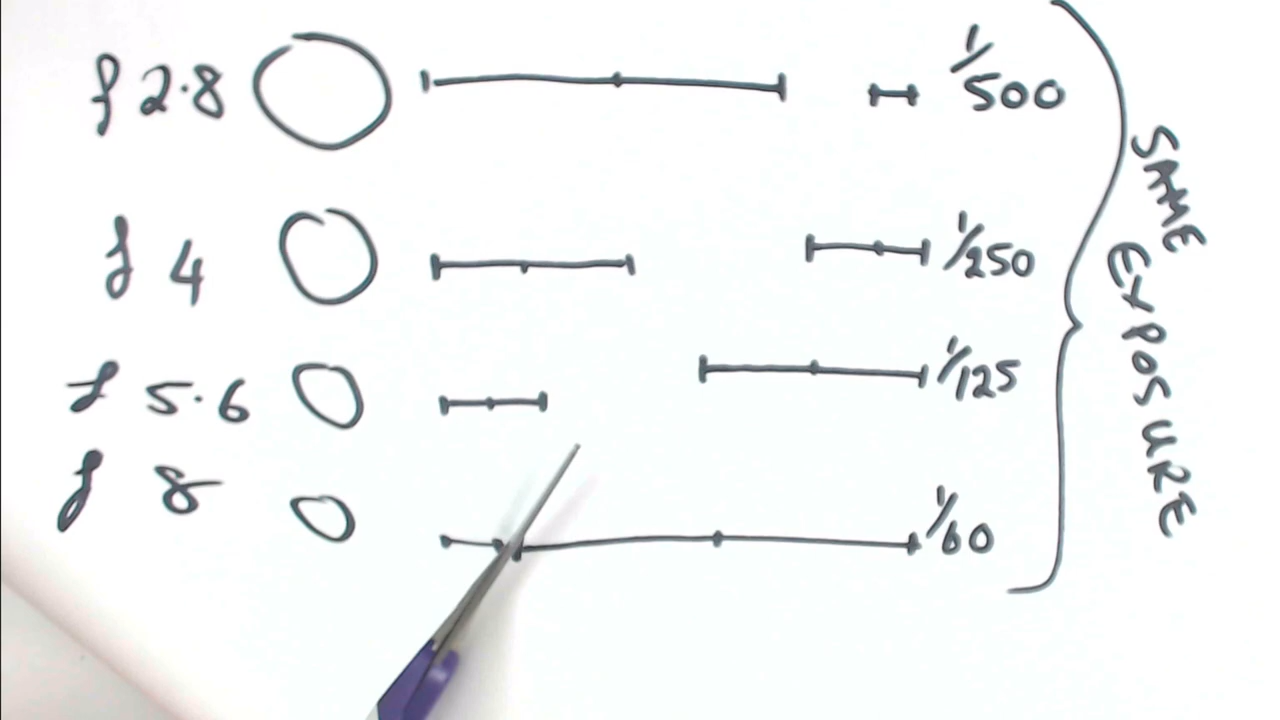 f 2.8 1/500
f 4 1/250
f 5.6 1/125
f 8 1/60
SAME EXPOSURE